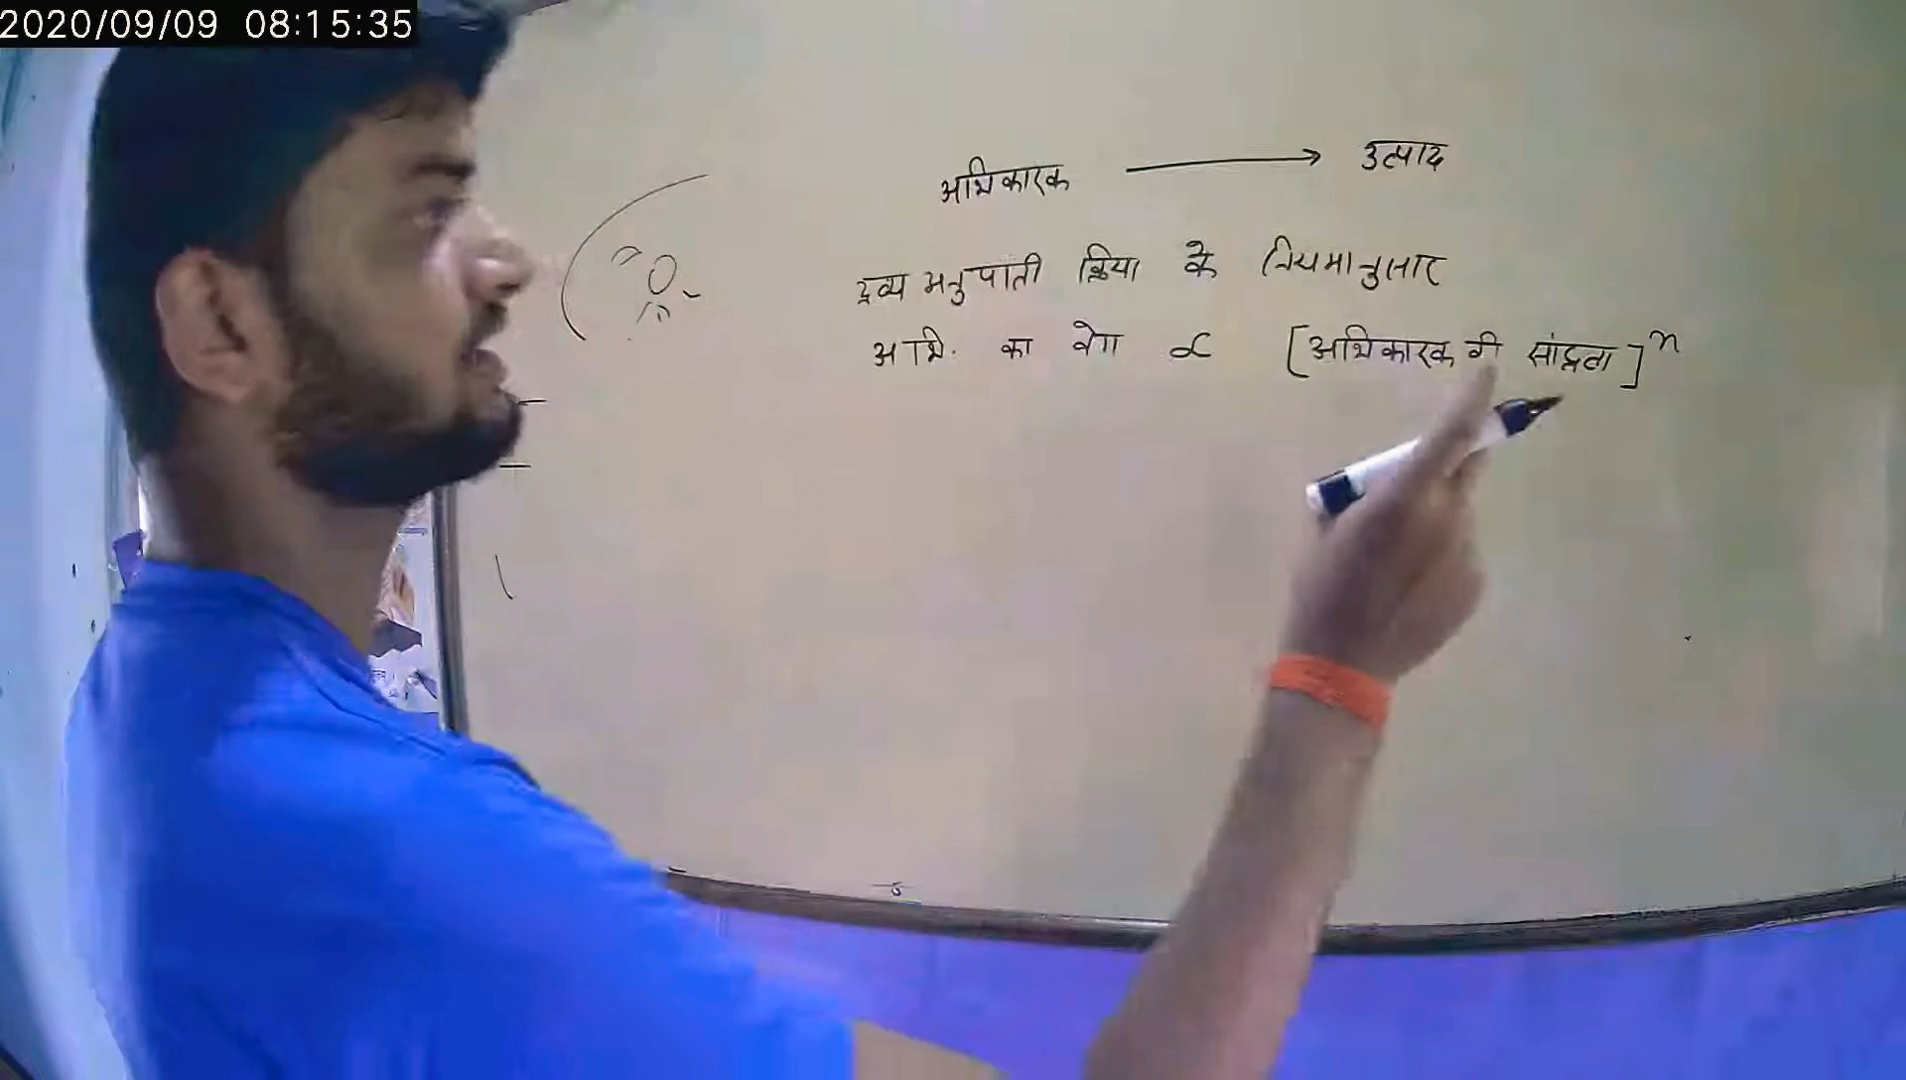 2020/09/09 08:15:35
अभिकारक ⟶ उत्पाद
द्रव्य अनुपाती क्रिया के नियमानुसार
अभि. का वेग ∝ [अभिकारक की सांद्रता]ⁿ